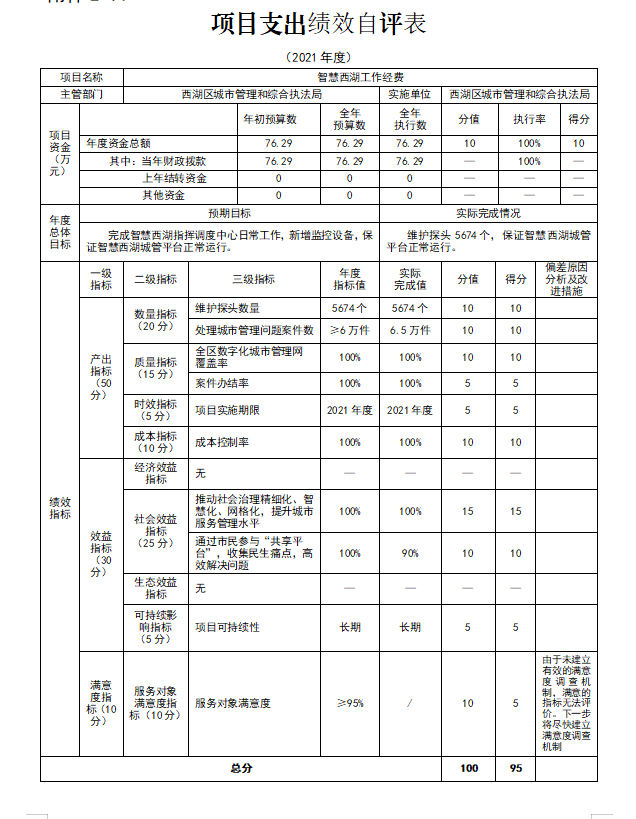 项目支出绩效自评表
（2021 年度）
项目名称 智慧西湖工作经费
主管部门 西湖区城市管理和综合执法局 实施单位 西湖区城市管理和综合执法局
项目资金（万元） 年初预算数 全年预算数 全年执行数 分值 执行率 得分
年度资金总额 76.29 76.29 76.29 10 100% 10
其中：当年财政拨款 76.29 76.29 76.29 — 100% —
上年结转资金 0 0 0 — — —
其他资金 0 0 0 — — —
年度总体目标 预期目标 实际完成情况
完成智慧西湖指挥调度中心日常工作，新增监控设备，保
证智慧西湖城管平台正常运行。
维护探头 5674 个，保证智慧西湖城管
平台正常运行。
绩效指标 一级指标 二级指标 三级指标 年度指标值 实际完成值 分值 得分 偏差原因分析及改进措施
产出指标（50分） 数量指标（20 分） 维护探头数量 5674 个 5674 个 10 10
处理城市管理问题案件数 ≥6 万件 6.5 万件 10 10
质量指标（15 分） 全区数字化城市管理网覆盖率 100% 100% 10 10
案件办结率 100% 100% 5 5
时效指标（5 分） 项目实施期限 2021 年度 2021 年度 5 5
成本指标（10 分） 成本控制率 100% 100% 10 10
效益指标（30分） 经济效益指标 无 — — — —
社会效益指标（25 分） 推动社会治理精细化、智慧化、网格化，提升城市服务管理水平 100% 100% 15 15
通过市民参与“共享平台”，收集民生痛点，高效解决问题 100% 90% 10 10
生态效益指标 无 — — — —
可持续影响指标（5 分） 项目可持续性 长期 长期 5 5
满意度指标（10分） 服务对象满意度指标（10 分） 服务对象满意度 ≥95% / 10 5 由于未建立有效的满意度调查机制，满意的指标无法评价。下一步将尽快建立满意度调查机制
总分 100 95